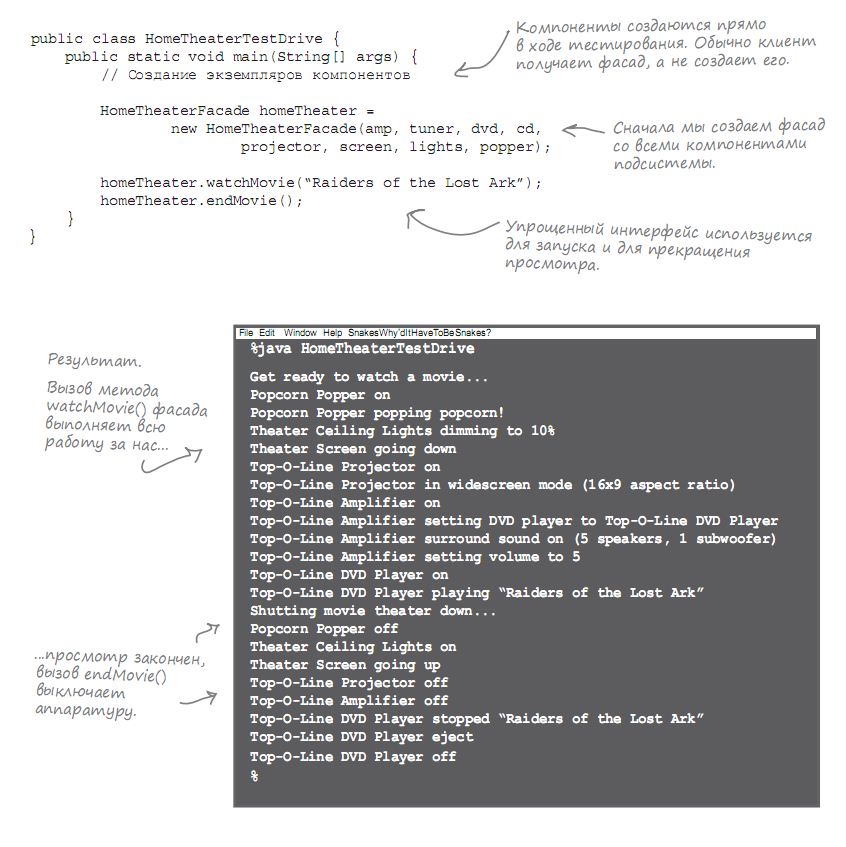 public class HomeTheaterTestDrive {
public static void main(String[] args) {
// Создание экземпляров компонентов
Компоненты создаются прямо
в ходе тестирования. Обычно клиент
получает фасад, а не создает его.
HomeTheaterFacade homeTheater =
new HomeTheaterFacade(amp, tuner, dvd, cd,
projector, screen, lights, popper);
Сначала мы создаем фасад
со всеми компонентами
подсистемы.
homeTheater.watchMovie(“Raiders of the Lost Ark”);
homeTheater.endMovie();
}
}
Упрощенный интерфейс используется
для запуска и для прекращения
просмотра.
Результат.
Вызов метода
watchMovie() фасада
выполняет всю
работу за нас...
File Edit Window Help SnakesWhy'dItHaveToBeSnakes?
%java HomeTheaterTestDrive
Get ready to watch a movie...
Popcorn Popper on
Popcorn Popper popping popcorn!
Theater Ceiling Lights dimming to 10%
Theater Screen going down
Top-O-Line Projector on
Top-O-Line Projector in widescreen mode (16x9 aspect ratio)
Top-O-Line Amplifier on
Top-O-Line Amplifier setting DVD player to Top-O-Line DVD Player
Top-O-Line Amplifier surround sound on (5 speakers, 1 subwoofer)
Top-O-Line Amplifier setting volume to 5
Top-O-Line DVD Player on
Top-O-Line DVD Player playing “Raiders of the Lost Ark”
Shutting movie theater down...
Popcorn Popper off
Theater Ceiling Lights on
Theater Screen going up
Top-O-Line Projector off
Top-O-Line Amplifier off
Top-O-Line DVD Player stopped “Raiders of the Lost Ark”
Top-O-Line DVD Player eject
Top-O-Line DVD Player off
%
...просмотр закончен,
вызов endMovie()
выключает
аппаратуру.